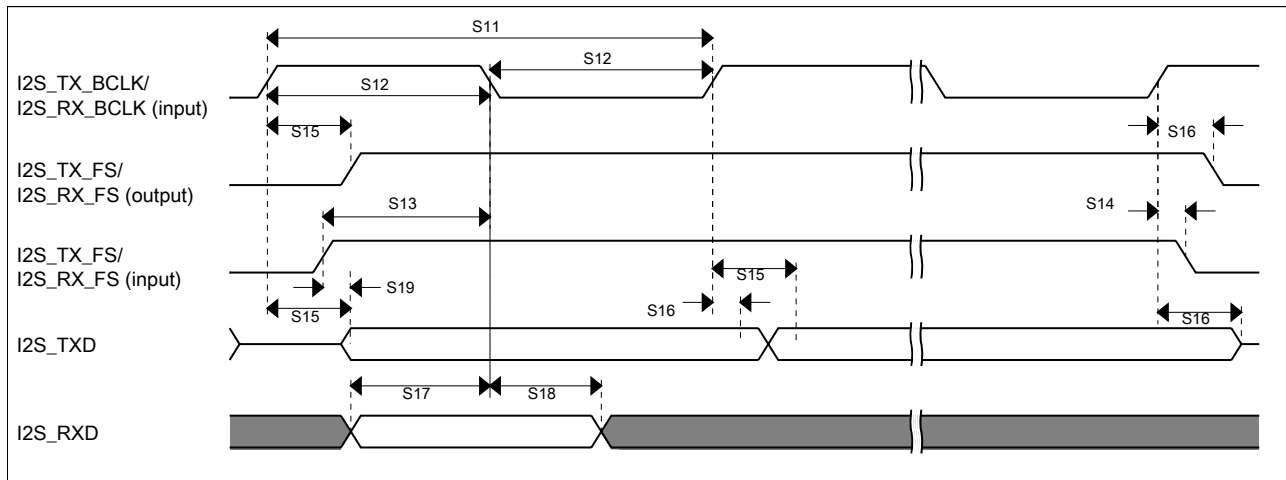 S11
I2S_TX_BCLK/
I2S_RX_BCLK (input)
S12
S12
S15
S16
I2S_TX_FS/
I2S_RX_FS (output)
S13
S14
I2S_TX_FS/
I2S_RX_FS (input)
S19
S15
S15
S16
S16
I2S_TXD
S17
S18
I2S_RXD